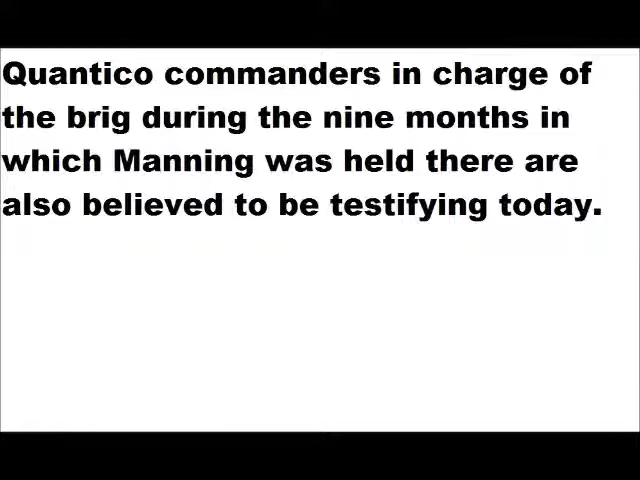 Quantico commanders in charge of
the brig during the nine months in
which Manning was held there are
also believed to be testifying today.